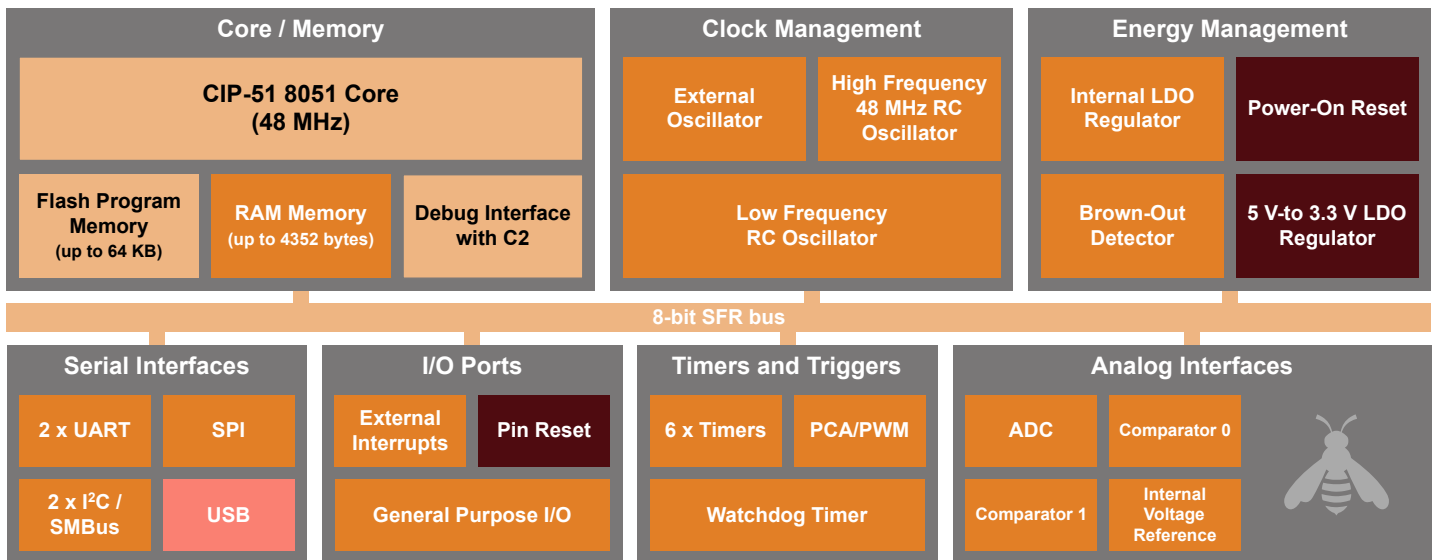 Core / Memory
CIP-51 8051 Core
(48 MHz)
Flash Program
Memory
(up to 64 KB)
RAM Memory
(up to 4352 bytes)
Debug Interface
with C2
Clock Management
External
Oscillator
High Frequency
48 MHz RC
Oscillator
Low Frequency
RC Oscillator
Energy Management
Internal LDO
Regulator
Power-On Reset
Brown-Out
Detector
5 V-to 3.3 V LDO
Regulator
8-bit SFR bus
Serial Interfaces
2 x UART
SPI
2 x I²C /
SMBus
USB
I/O Ports
External
Interrupts
Pin Reset
General Purpose I/O
Timers and Triggers
6 x Timers
PCA/PWM
Watchdog Timer
Analog Interfaces
ADC
Comparator 0
Comparator 1
Internal
Voltage
Reference